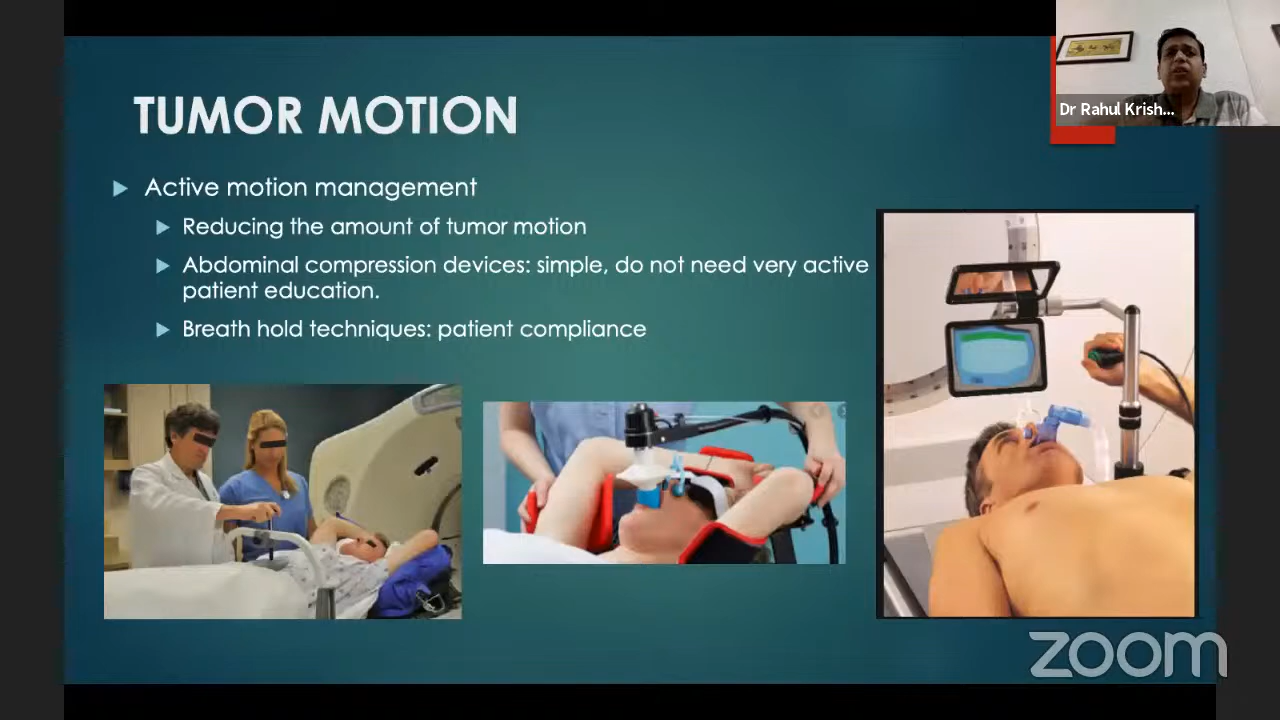 TUMOR MOTION
Active motion management
Reducing the amount of tumor motion
Abdominal compression devices: simple, do not need very active
patient education.
Breath hold techniques: patient compliance
Dr Rahul Krish...
zoom